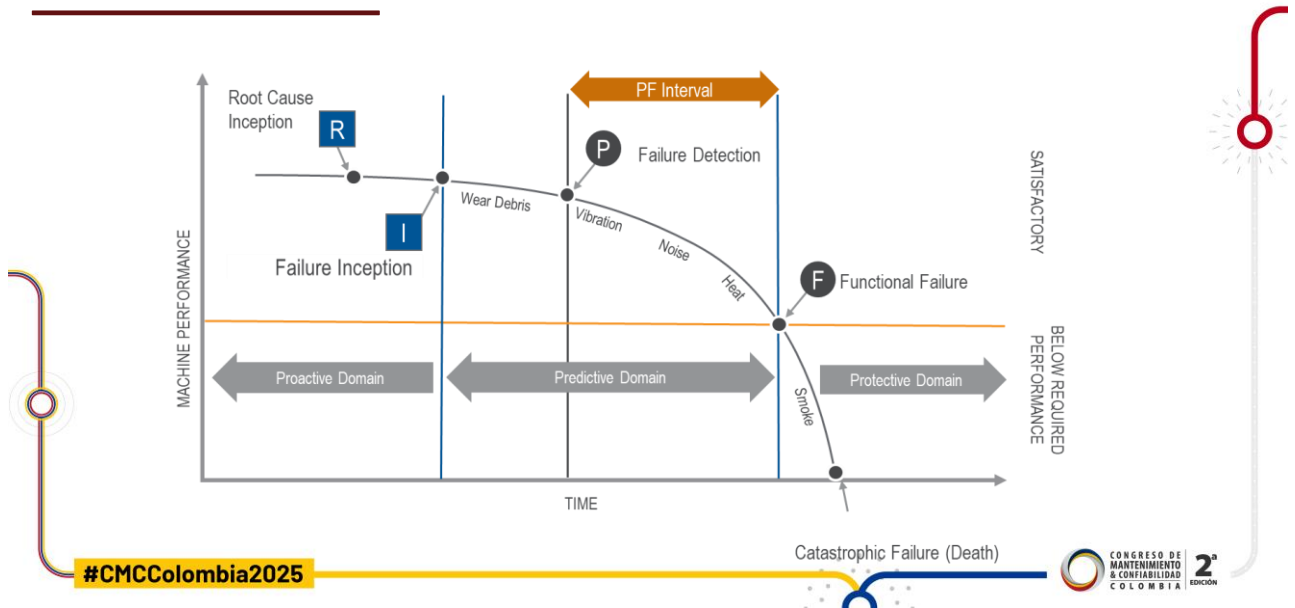 PF Interval
Root Cause
Inception
R
P
Failure Detection
I
Failure Inception
Wear Debris
Vibration
Noise
Heat
F
Functional Failure
Smoke
SATISFACTORY
BELOW REQUIRED
PERFORMANCE
MACHINE PERFORMANCE
Proactive Domain
Predictive Domain
Protective Domain
TIME
Catastrophic Failure (Death)
#CMCColombia2025
CONGRESO DE
MANTENIMIENTO
& CONFIABILIDAD
COLOMBIA
2ª
EDICIÓN